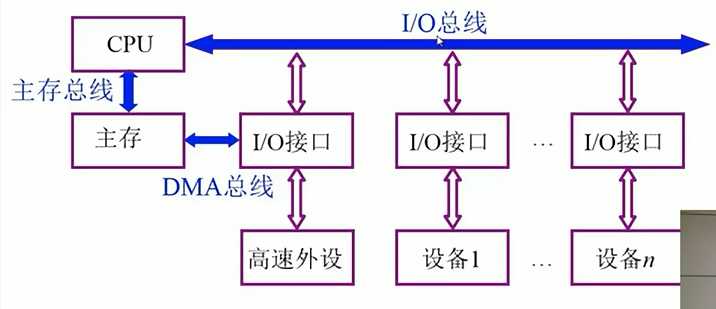 I/O总线
CPU
主存总线
主存
I/O接口
I/O接口
...
I/O接口
DMA总线
高速外设
设备1
...
设备n